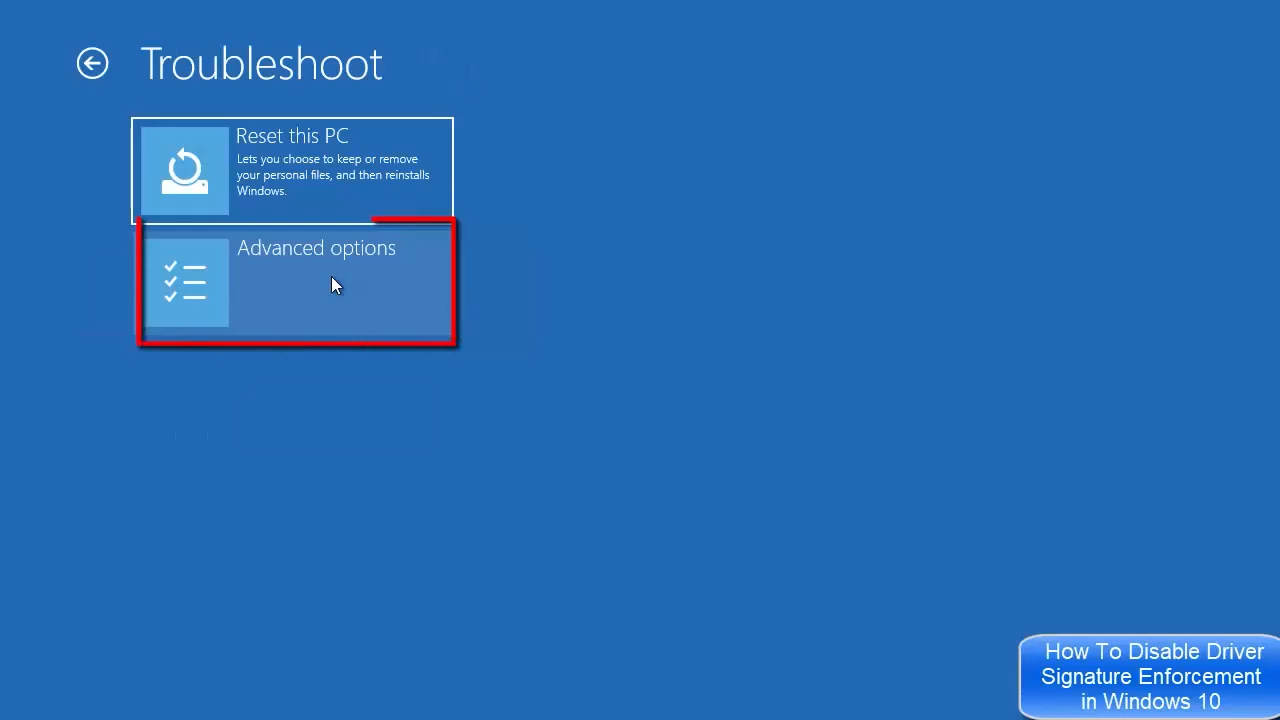 Troubleshoot
Reset this PC
Lets you choose to keep or remove
your personal files, and then reinstalls
Windows.
Advanced options
How To Disable Driver
Signature Enforcement
in Windows 10